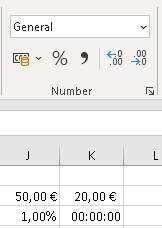 General
% , ←0 .00 .00 →0
Number
J K L
50,00 € 20,00 €
1,00% 00:00:00